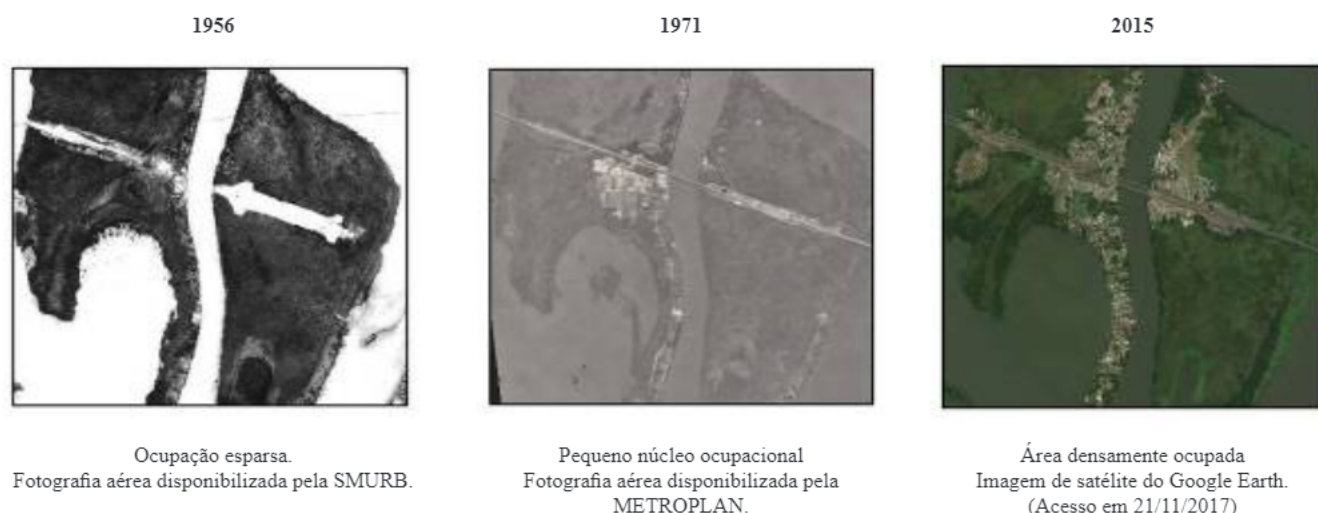 1956
1971
2015
Ocupação esparsa.
Fotografia aérea disponibilizada pela SMURB.
Pequeno núcleo ocupacional
Fotografia aérea disponibilizada pela
METROPLAN.
Área densamente ocupada
Imagem de satélite do Google Earth.
(Acesso em 21/11/2017)